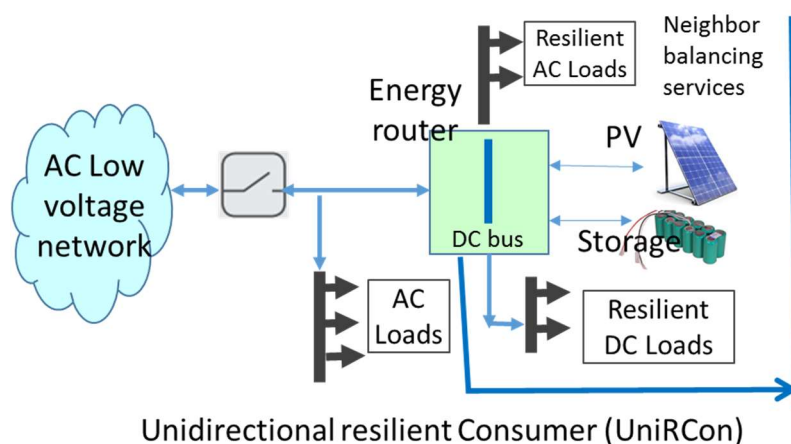 Resilient
AC Loads
Neighbor
balancing
services
Energy
router
PV
AC Low
voltage
network
DC bus
Storage
AC
Loads
Resilient
DC Loads
Unidirectional resilient Consumer (UniRCon)